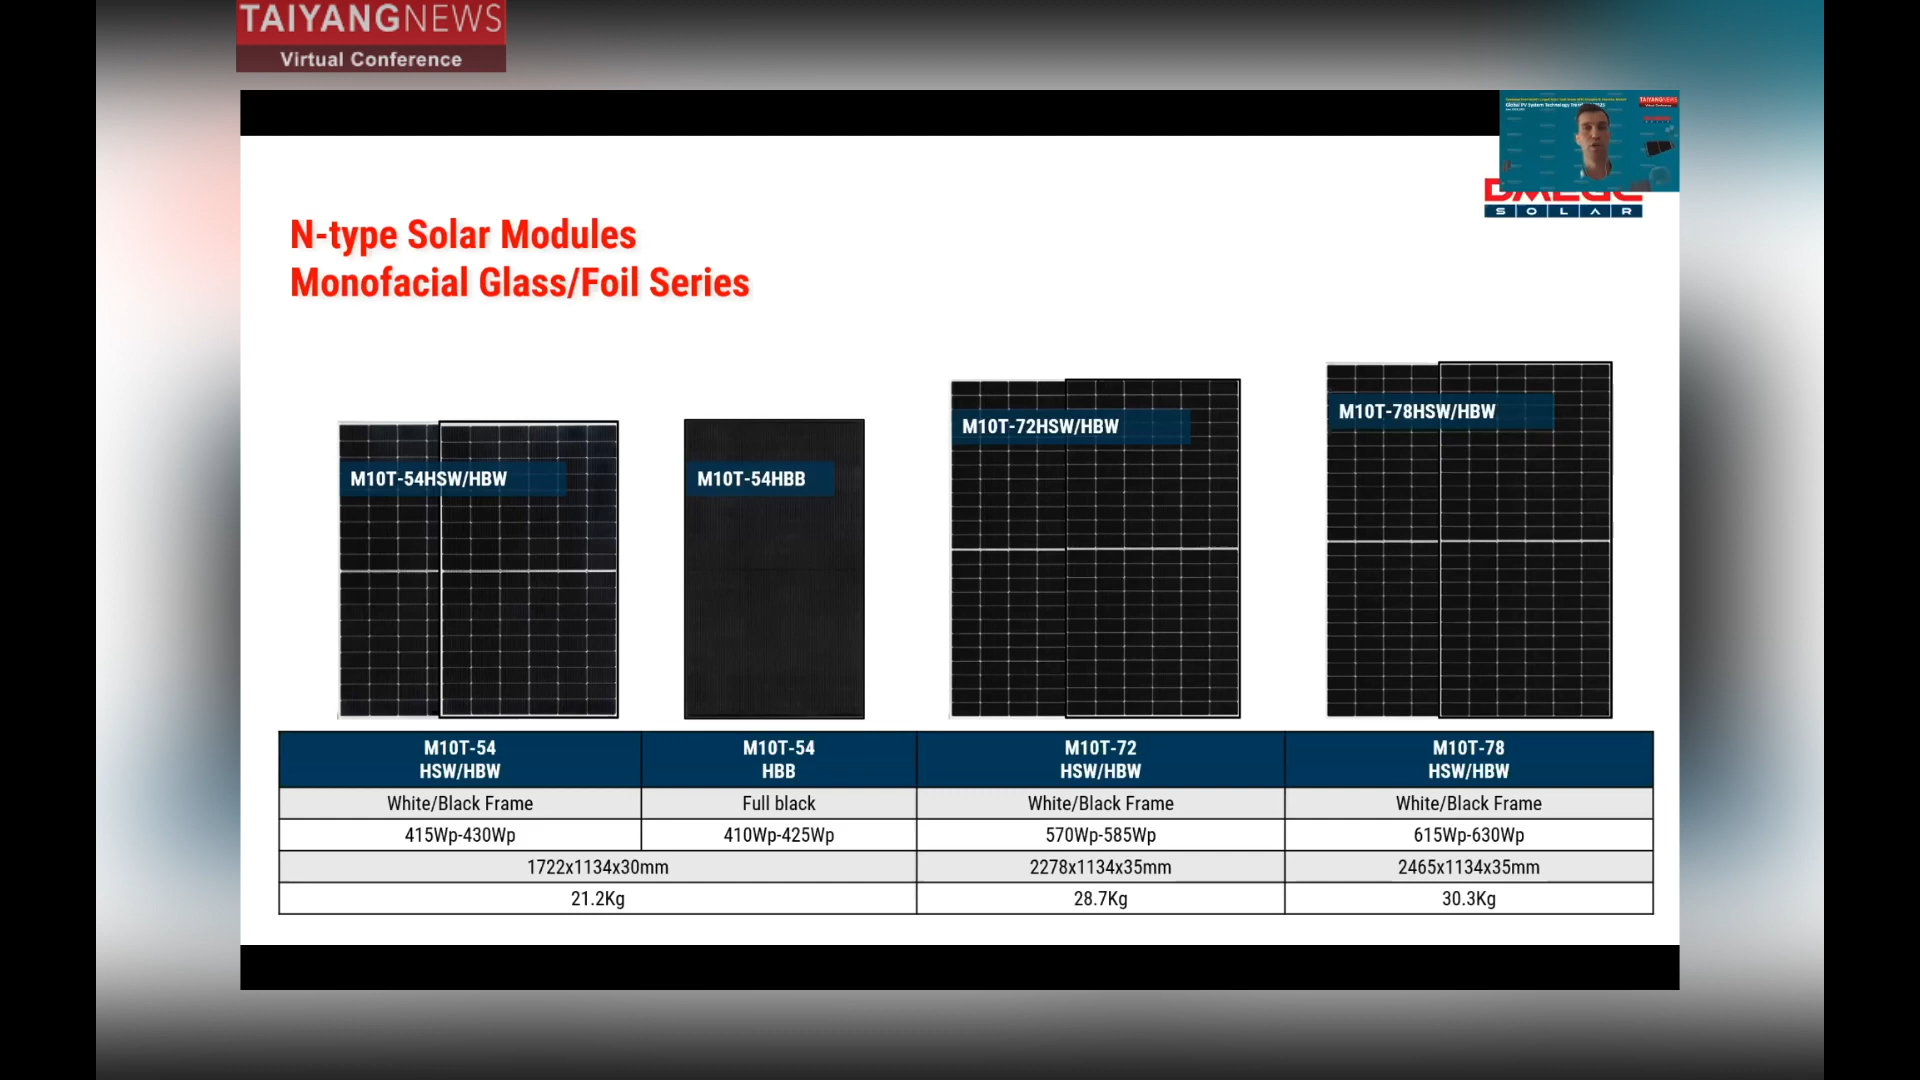 TAIYANGNEWS
Virtual Conference
TAIYANGNEWS
SOLAR
N-type Solar Modules
Monofacial Glass/Foil Series
M10T-54HSW/HBW
M10T-54HBB
M10T-72HSW/HBW
M10T-78HSW/HBW
M10T-54 HSW/HBW
M10T-54 HBB
M10T-72 HSW/HBW
M10T-78 HSW/HBW
White/Black Frame
Full black
White/Black Frame
White/Black Frame
415Wp-430Wp
410Wp-425Wp
570Wp-585Wp
615Wp-630Wp
1722x1134x30mm
2278x1134x35mm
2465x1134x35mm
21.2Kg
28.7Kg
30.3Kg